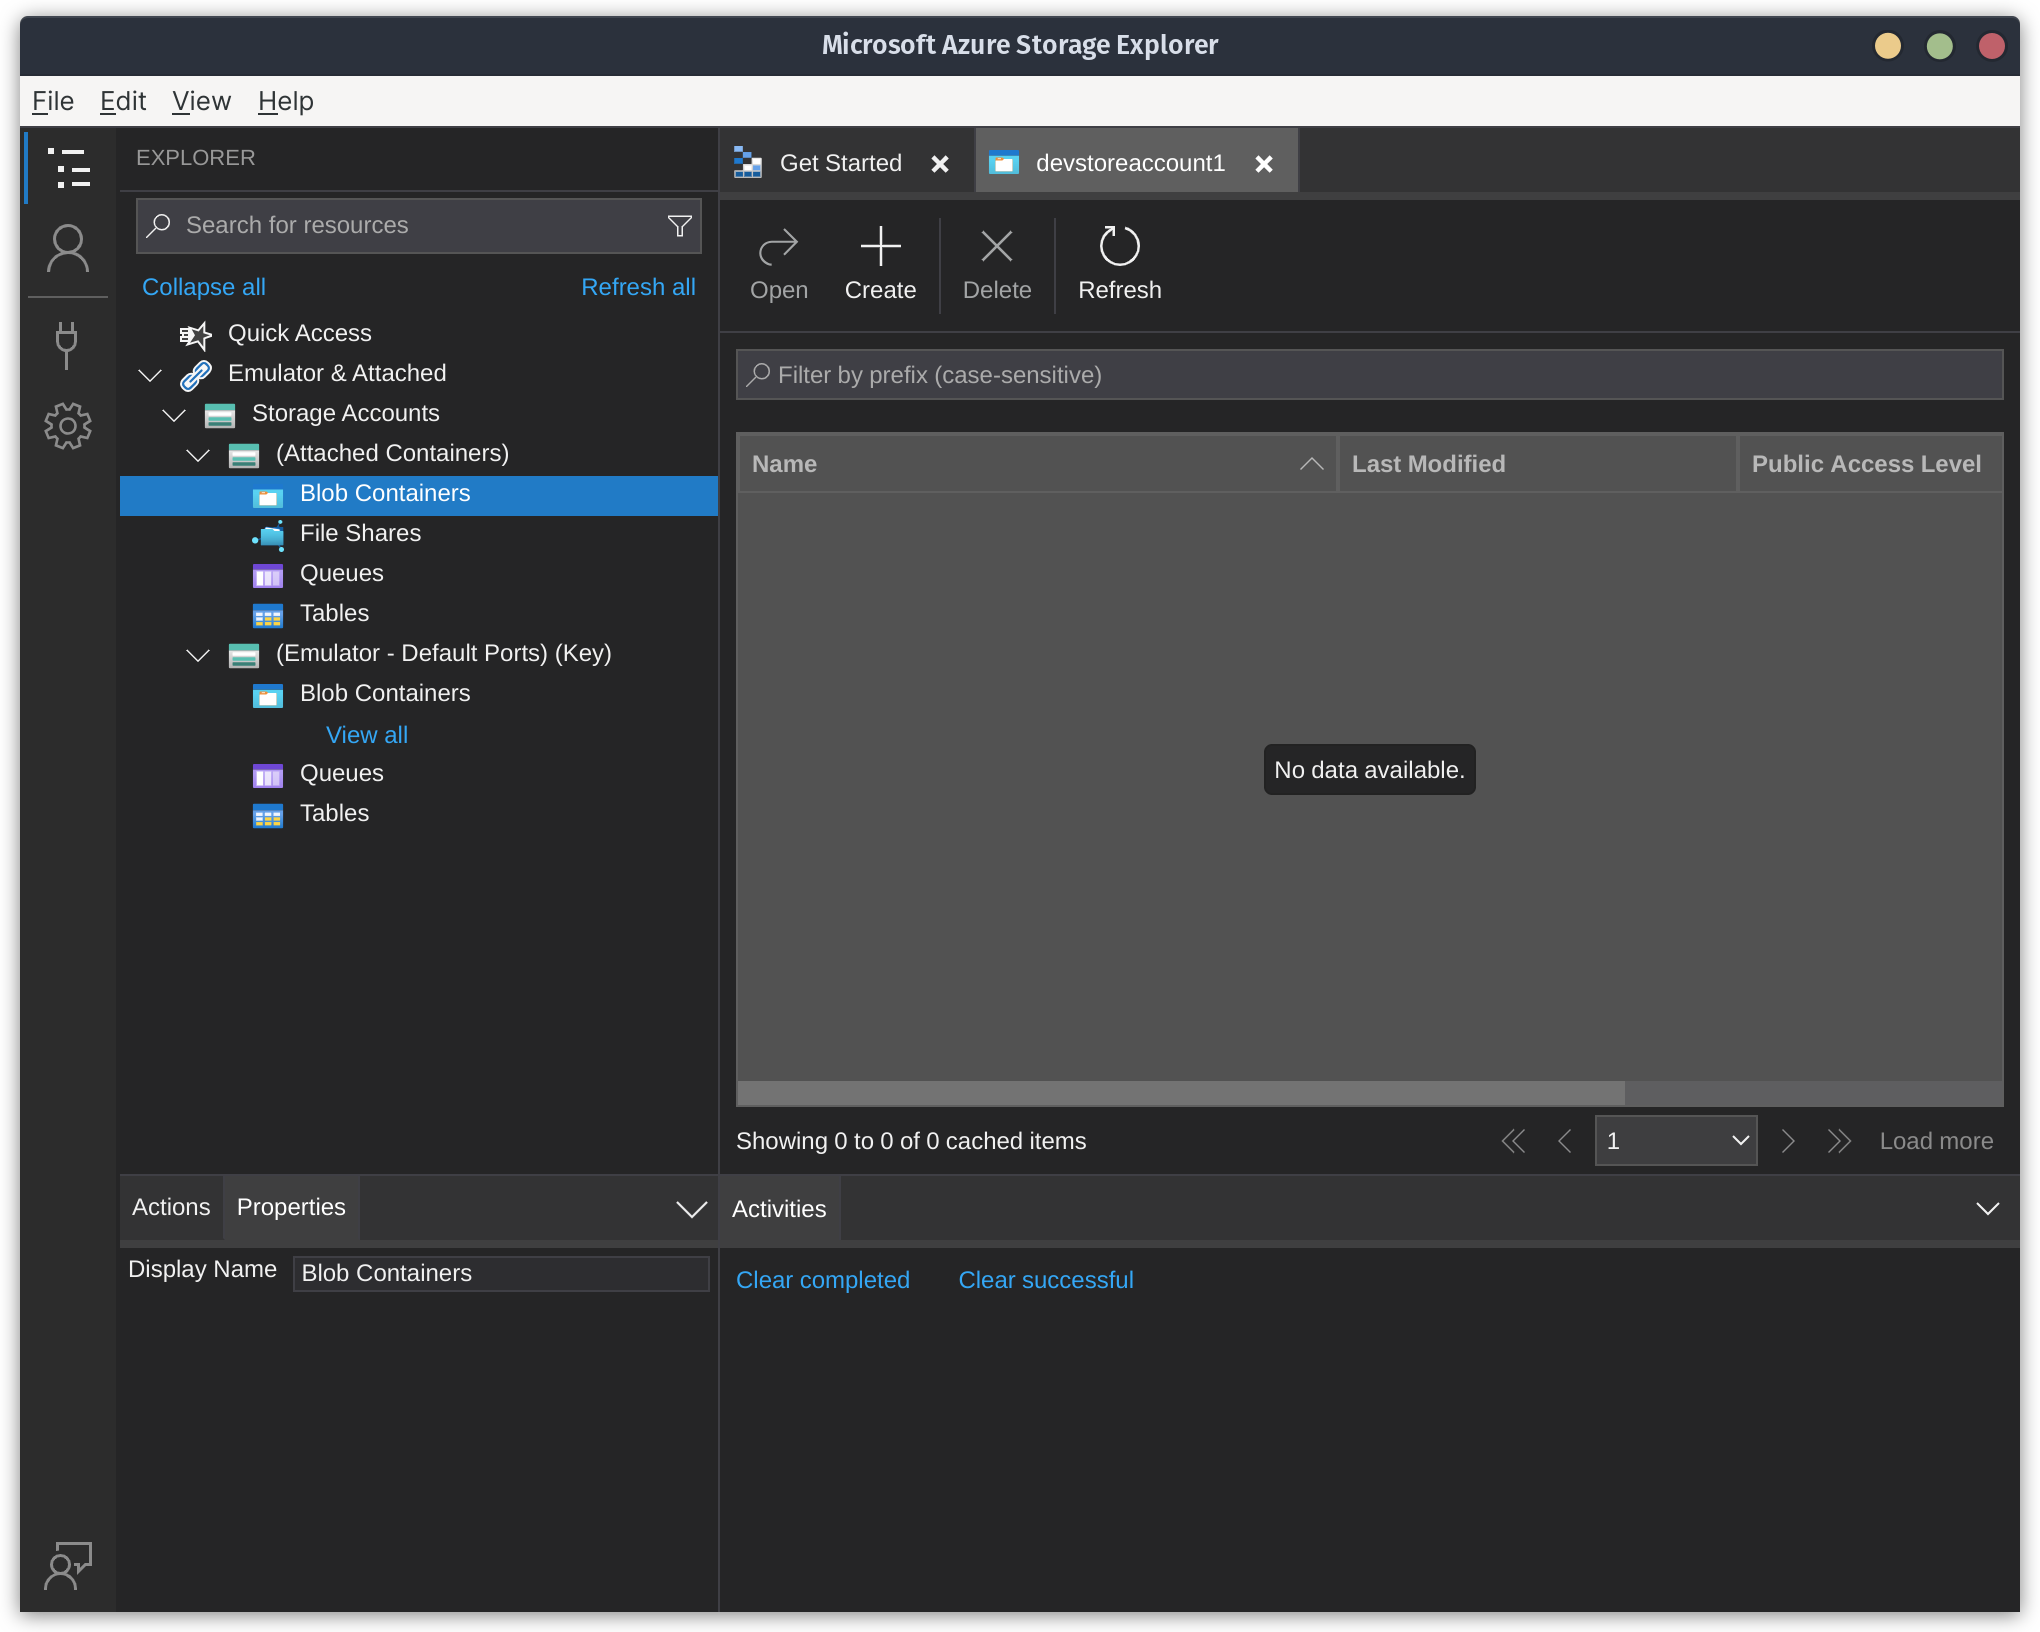 Microsoft Azure Storage Explorer
File Edit View Help
EXPLORER
Search for resources
Collapse all Refresh all
Quick Access
Emulator & Attached
Storage Accounts
(Attached Containers)
Blob Containers
File Shares
Queues
Tables
(Emulator - Default Ports) (Key)
Blob Containers
View all
Queues
Tables
Actions Properties
Display Name Blob Containers
Get Started devstoreaccount1
Open Create Delete Refresh
Filter by prefix (case-sensitive)
Name Last Modified Public Access Level
No data available.
Showing 0 to 0 of 0 cached items 1 Load more
Activities
Clear completed Clear successful